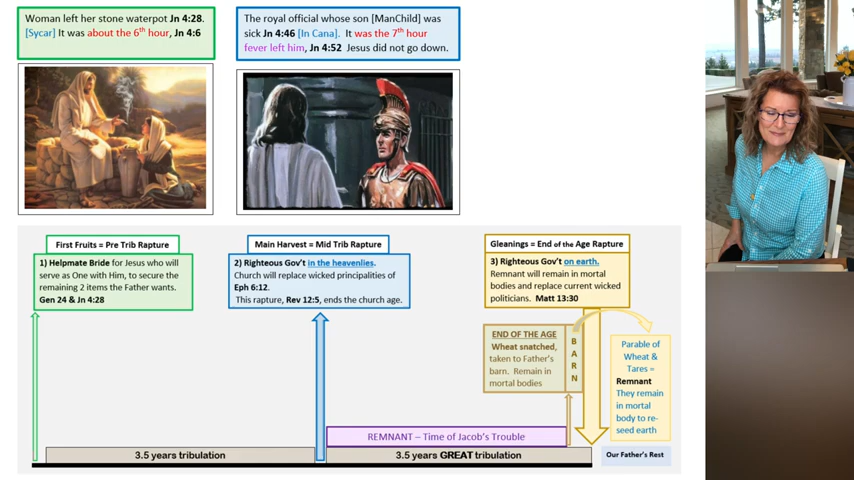 Woman left her stone waterpot Jn 4:28.
[Sycar] It was about the 6th hour, Jn 4:6
The royal official whose son [ManChild] was
sick Jn 4:46 [In Cana]. It was the 7th hour
fever left him, Jn 4:52 Jesus did not go down.
First Fruits = Pre Trib Rapture
1) Helpmate Bride for Jesus who will
serve as One with Him, to secure the
remaining 2 items the Father wants.
Gen 24 & Jn 4:28
Main Harvest = Mid Trib Rapture
2) Righteous Gov't in the heavenlies.
Church will replace wicked principalities of
Eph 6:12.
This rapture, Rev 12:5, ends the church age.
Gleanings = End of the Age Rapture
3) Righteous Gov't on earth.
Remnant will remain in mortal
bodies and replace current wicked
politicians. Matt 13:30
END OF THE AGE
Wheat snatched,
taken to Father's
barn. Remain in
mortal bodies
B
A
R
N
Parable of
Wheat &
Tares =
Remnant
They remain
in mortal
body to re-
seed earth
REMNANT – Time of Jacob's Trouble
3.5 years tribulation
3.5 years GREAT tribulation
Our Father's Rest